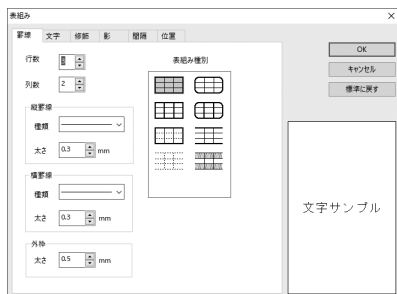 表組み
罫線 文字 修飾 影 間隔 位置
行数
列数 2
表組み種別
縦罫線
種類
太さ 0.3 mm
横罫線
種類
太さ 0.3 mm
外枠
太さ 0.5 mm
OK
キャンセル
標準に戻す
文字サンプル